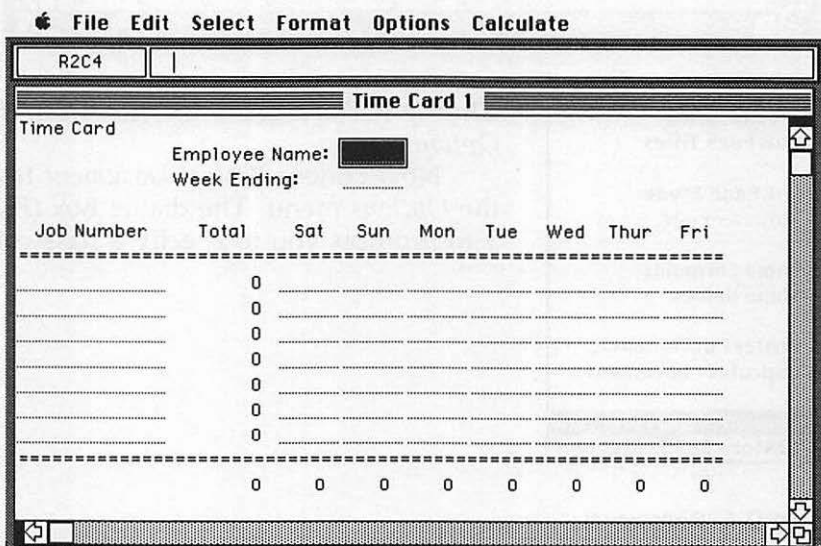 File Edit Select Format Options Calculate
R2C4
Time Card 1
Time Card
Employee Name:
Week Ending:
Job Number Total Sat Sun Mon Tue Wed Thur Fri
0
0
0
0
0
0
0
0 0 0 0 0 0 0 0